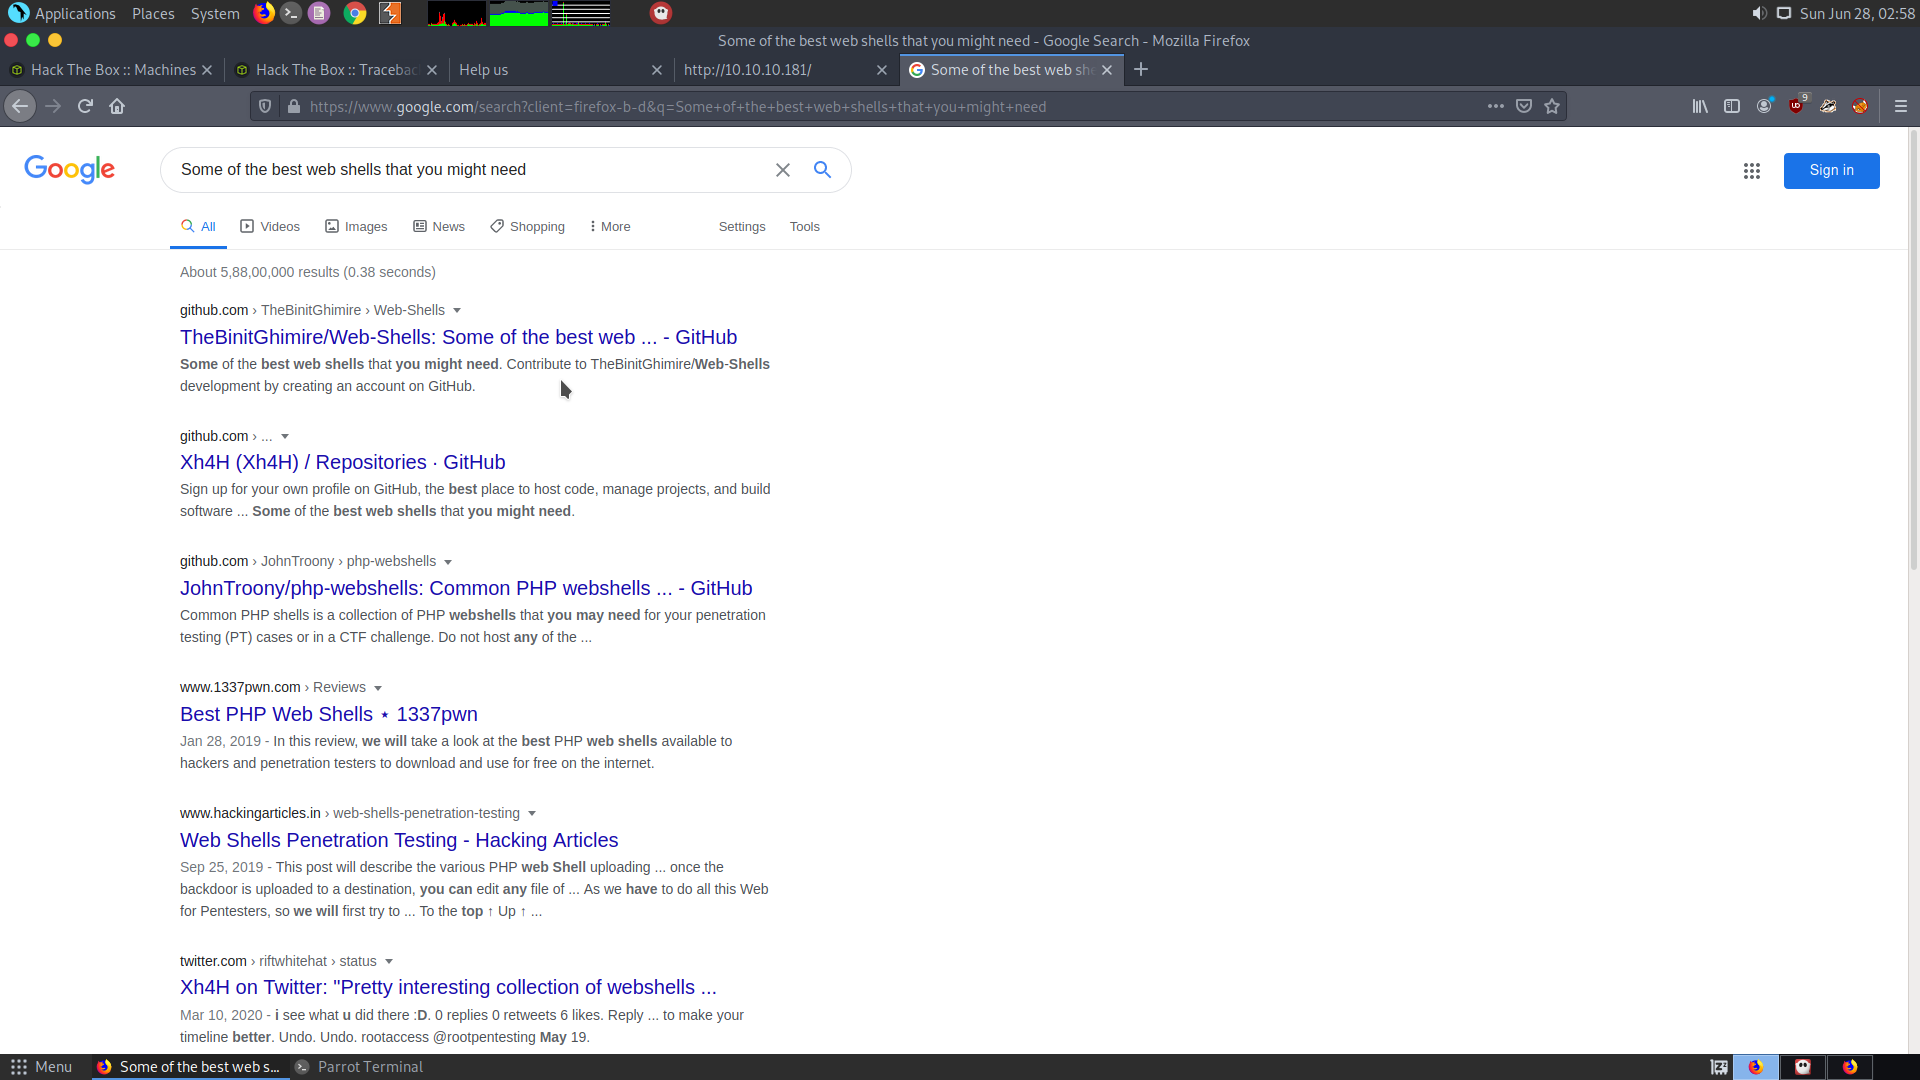 Applications Places System
Sun Jun 28, 02:58
Some of the best web shells that you might need - Google Search - Mozilla Firefox
Hack The Box :: Machines
Hack The Box :: Traceba
Help us
http://10.10.10.181/
Some of the best web she
https://www.google.com/search?client=firefox-b-d&q=Some+of+the+best+web+shells+that+you+might+need
9
Google
Some of the best web shells that you might need
Sign in
All Videos Images News Shopping More Settings Tools
About 5,88,00,000 results (0.38 seconds)
github.com › TheBinitGhimire › Web-Shells
TheBinitGhimire/Web-Shells: Some of the best web ... - GitHub
Some of the best web shells that you might need. Contribute to TheBinitGhimire/Web-Shells
development by creating an account on GitHub.
github.com › ...
Xh4H (Xh4H) / Repositories · GitHub
Sign up for your own profile on GitHub, the best place to host code, manage projects, and build
software ... Some of the best web shells that you might need.
github.com › JohnTroony › php-webshells
JohnTroony/php-webshells: Common PHP webshells ... - GitHub
Common PHP shells is a collection of PHP webshells that you may need for your penetration
testing (PT) cases or in a CTF challenge. Do not host any of the ...
www.1337pwn.com › Reviews
Best PHP Web Shells ⋆ 1337pwn
Jan 28, 2019 - In this review, we will take a look at the best PHP web shells available to
hackers and penetration testers to download and use for free on the internet.
www.hackingarticles.in › web-shells-penetration-testing
Web Shells Penetration Testing - Hacking Articles
Sep 25, 2019 - This post will describe the various PHP web Shell uploading ... once the
backdoor is uploaded to a destination, you can edit any file of ... As we have to do all this Web
for Pentesters, so we will first try to ... To the top ↑ Up ↑ ...
twitter.com › riftwhitehat › status
Xh4H on Twitter: "Pretty interesting collection of webshells ...
Mar 10, 2020 - i see what u did there :D. 0 replies 0 retweets 6 likes. Reply ... to make your
timeline better. Undo. Undo. rootaccess @rootpentesting May 19.
Menu
Some of the best web s...
Parrot Terminal